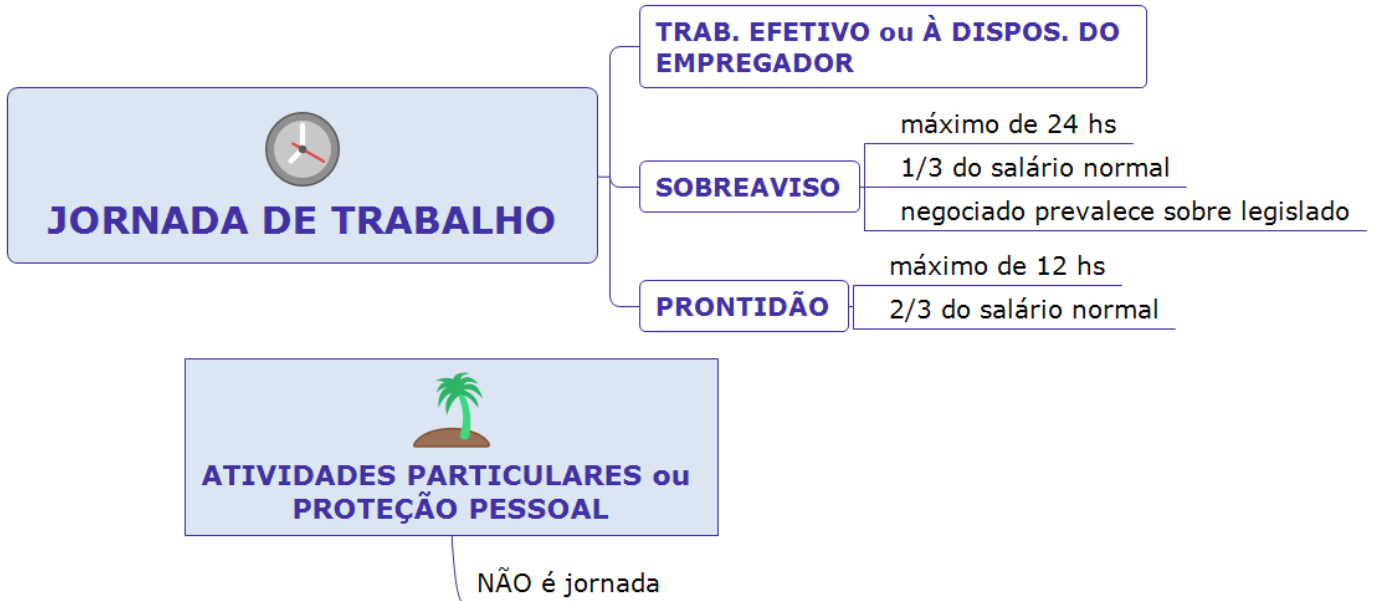 TRAB. EFETIVO ou À DISPOS. DO
EMPREGADOR
JORNADA DE TRABALHO
SOBREAVISO
máximo de 24 hs
1/3 do salário normal
negociado prevalece sobre legislado
PRONTIDÃO
máximo de 12 hs
2/3 do salário normal
ATIVIDADES PARTICULARES ou
PROTEÇÃO PESSOAL
NÃO é jornada